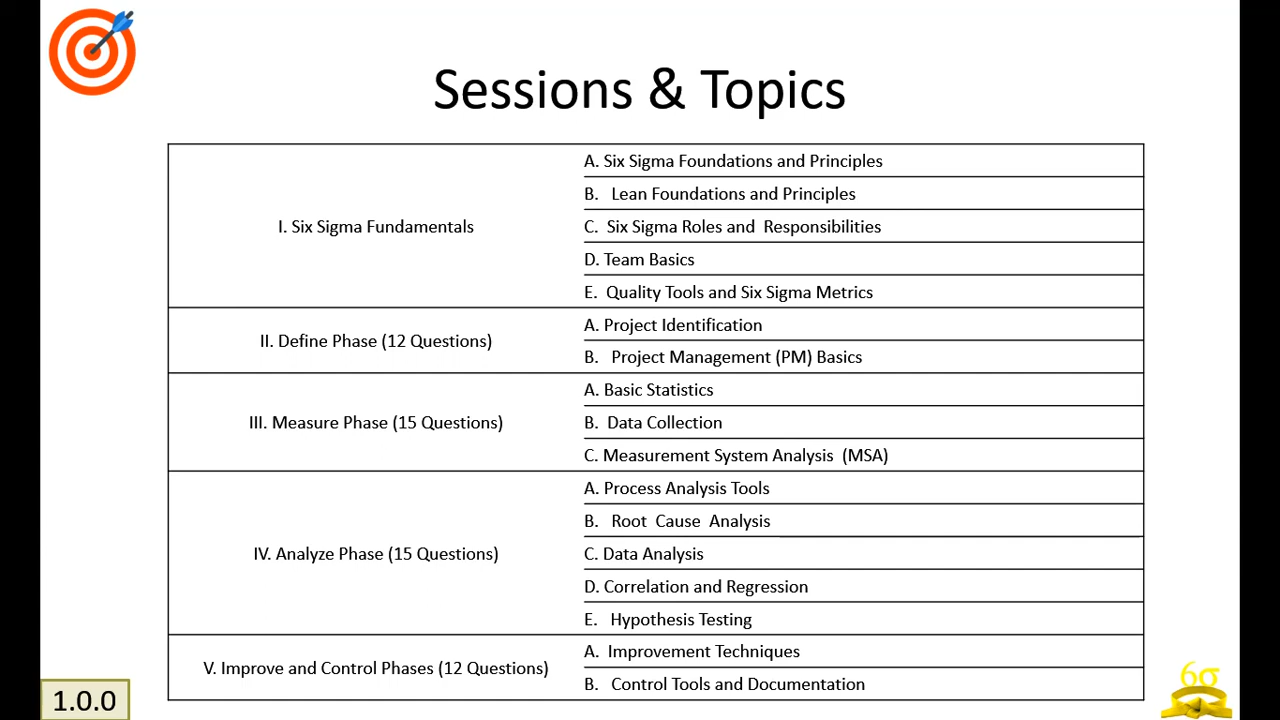 Sessions & Topics
I. Six Sigma Fundamentals
A. Six Sigma Foundations and Principles
B. Lean Foundations and Principles
C. Six Sigma Roles and Responsibilities
D. Team Basics
E. Quality Tools and Six Sigma Metrics
II. Define Phase (12 Questions)
A. Project Identification
B. Project Management (PM) Basics
III. Measure Phase (15 Questions)
A. Basic Statistics
B. Data Collection
C. Measurement System Analysis (MSA)
IV. Analyze Phase (15 Questions)
A. Process Analysis Tools
B. Root Cause Analysis
C. Data Analysis
D. Correlation and Regression
E. Hypothesis Testing
V. Improve and Control Phases (12 Questions)
A. Improvement Techniques
B. Control Tools and Documentation
1.0.0
6σ